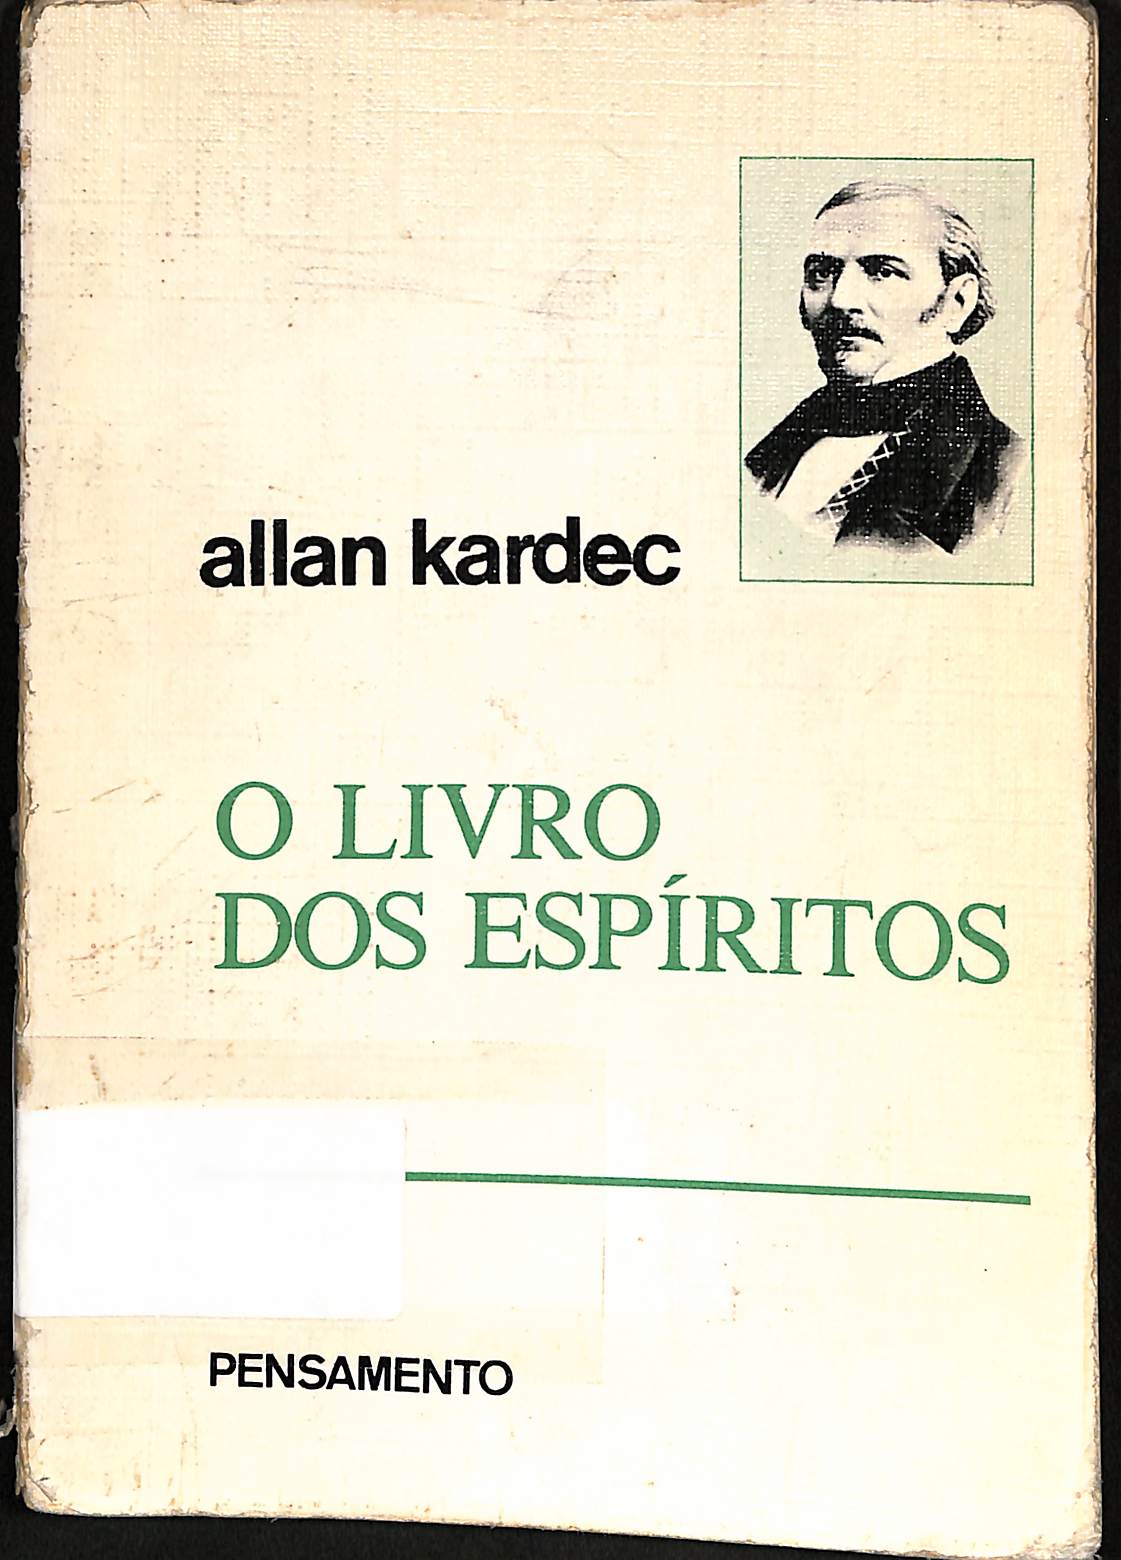 allan kardec
O LIVRO
DOS ESPÍRITOS
PENSAMENTO